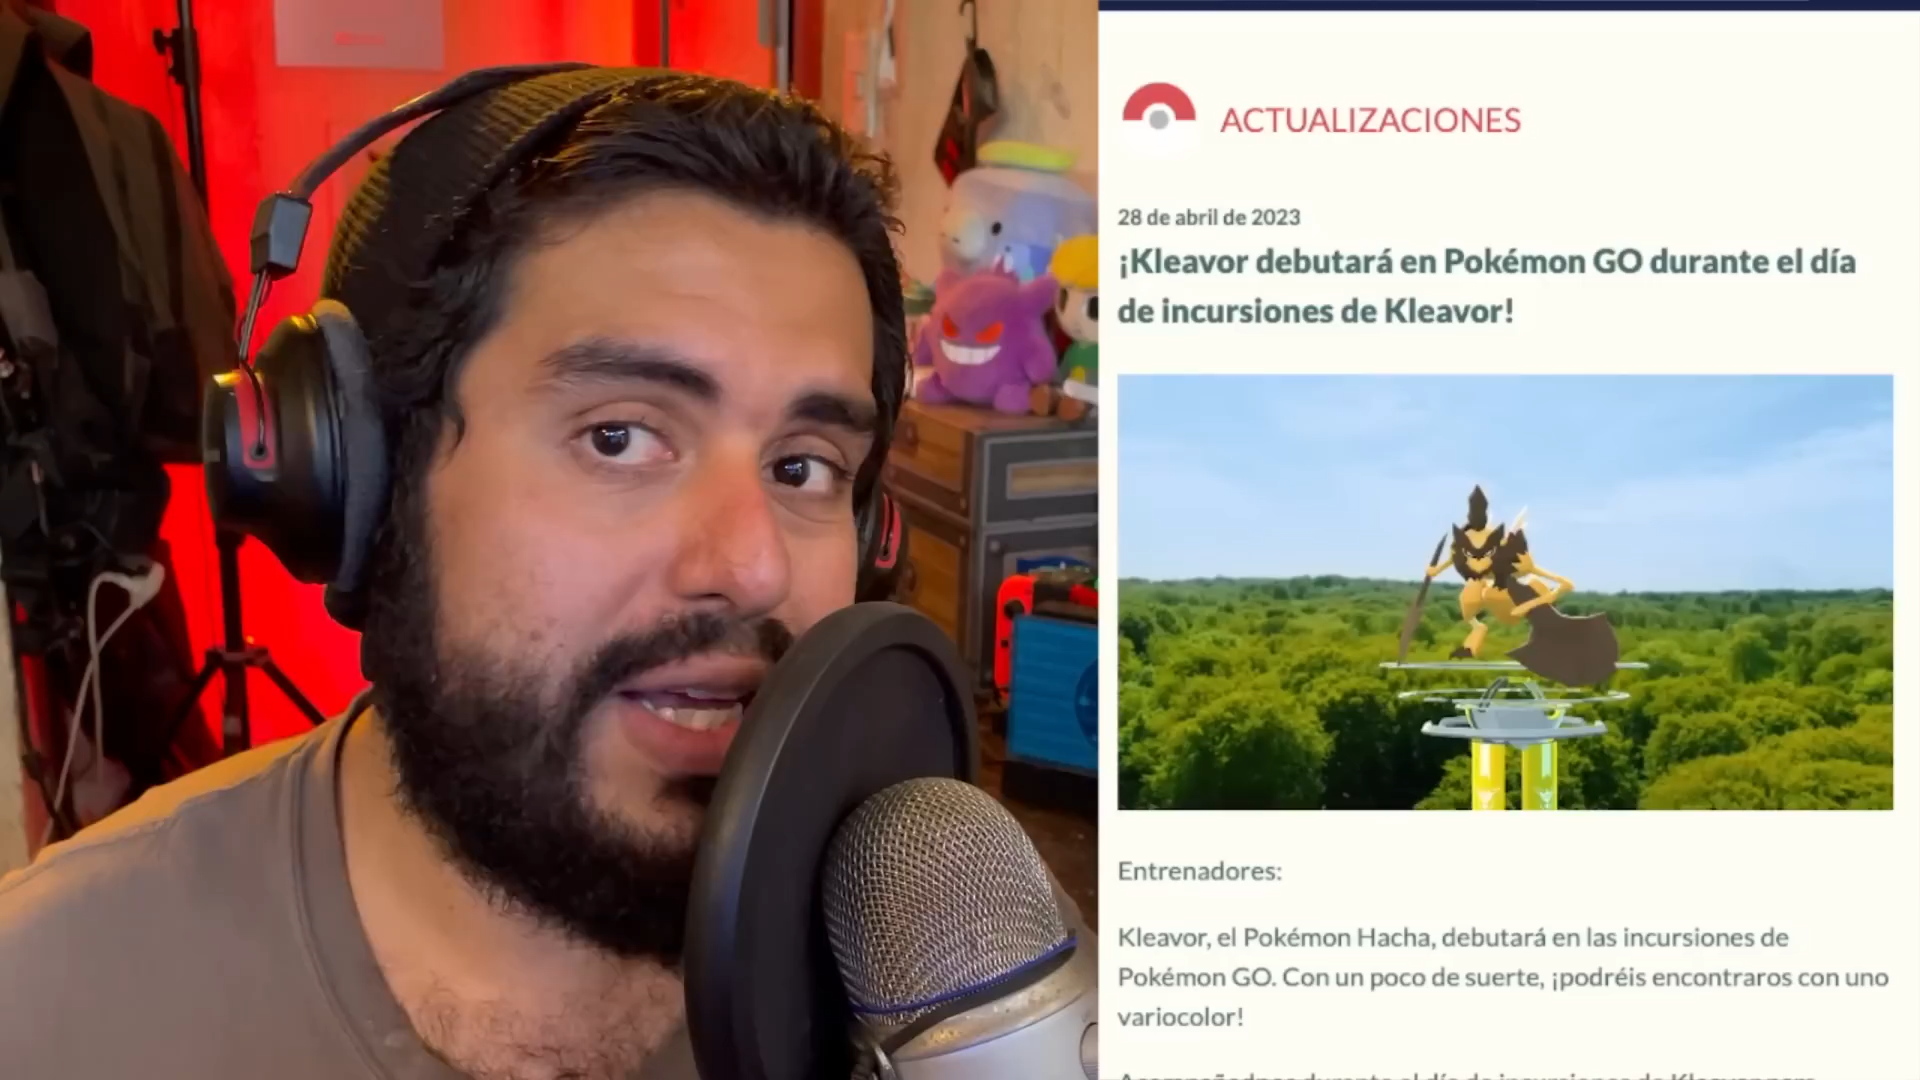 ACTUALIZACIONES
28 de abril de 2023
¡Kleavor debutará en Pokémon GO durante el día
de incursiones de Kleavor!
Entrenadores:
Kleavor, el Pokémon Hacha, debutará en las incursiones de
Pokémon GO. Con un poco de suerte, ¡podréis encontraros con uno
variocolor!